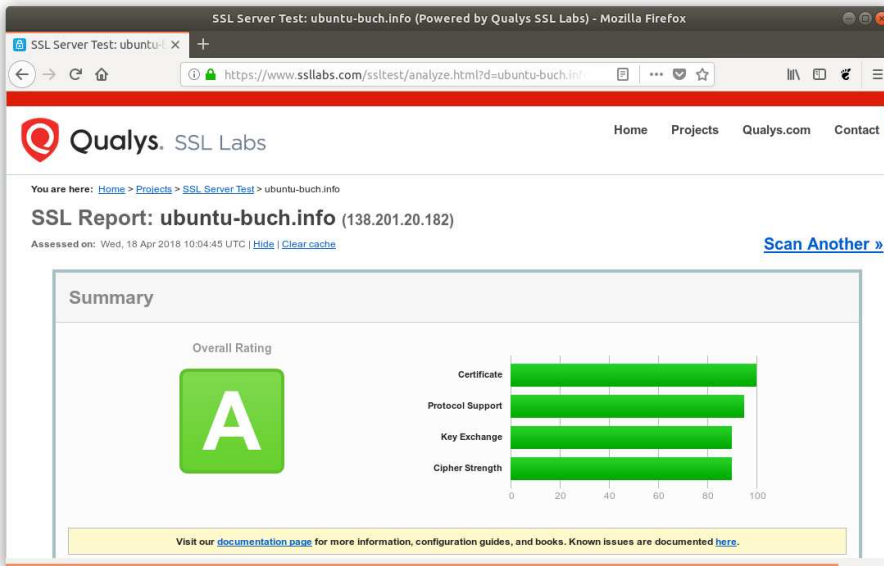 SSL Server Test: ubuntu-buch.info (Powered by Qualys SSL Labs) - Mozilla Firefox
SSL Server Test: ubuntu-
https://www.ssllabs.com/ssltest/analyze.html?d=ubuntu-buch.inf
Qualys. SSL Labs
Home Projects Qualys.com Contact
You are here: Home > Projects > SSL Server Test > ubuntu-buch.info
SSL Report: ubuntu-buch.info (138.201.20.182)
Assessed on: Wed, 18 Apr 2018 10:04:45 UTC | Hide | Clear cache
Scan Another »
Summary
Overall Rating
A
Certificate
Protocol Support
Key Exchange
Cipher Strength
0 20 40 60 80 100
Visit our documentation page for more information, configuration guides, and books. Known issues are documented here.